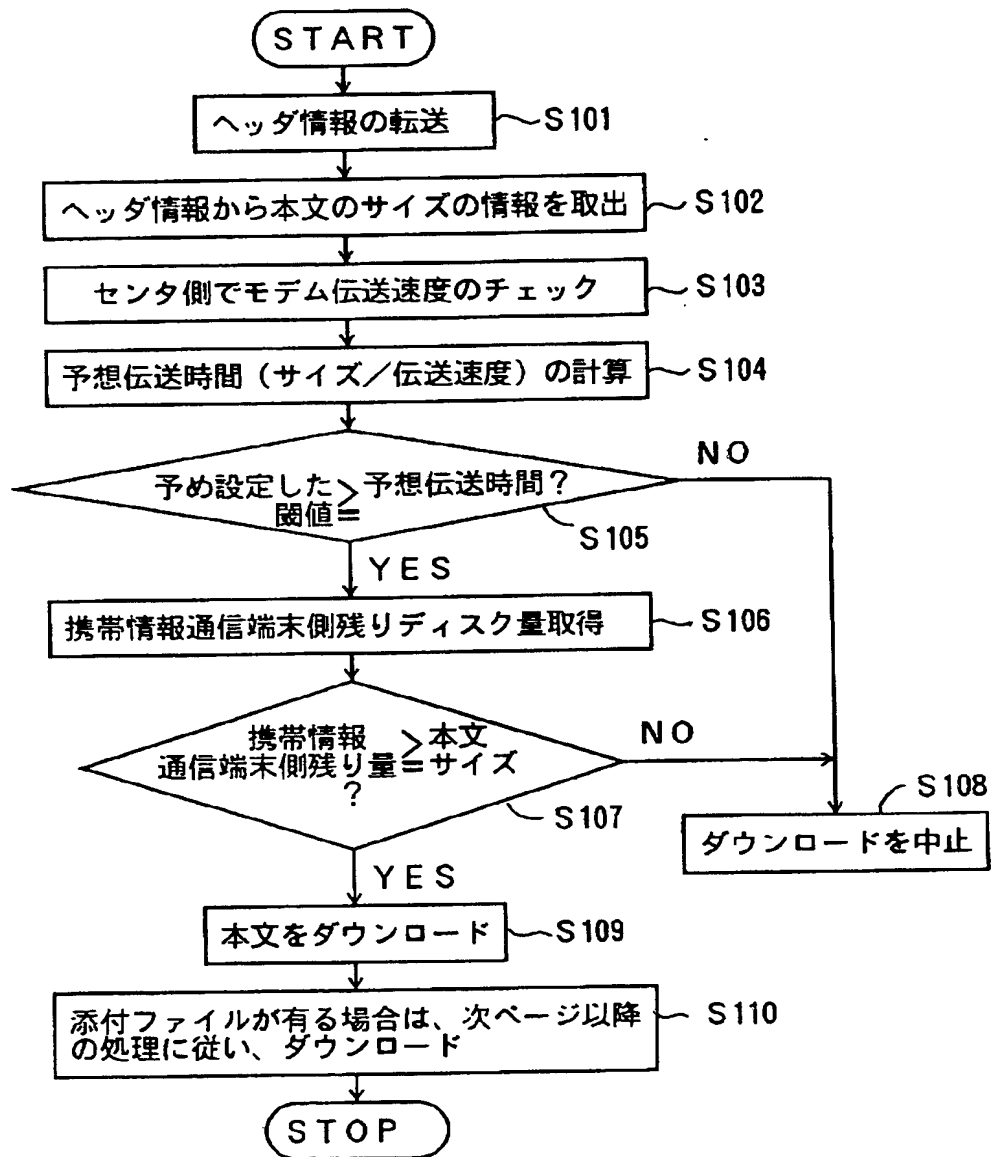 START
ヘッダ情報の転送
S101
ヘッダ情報から本文のサイズの情報を取出
S102
センタ側でモデム伝送速度のチェック
S103
予想伝送時間（サイズ／伝送速度）の計算
S104
NO
予め設定した＞予想伝送時間？
閾値＝
S105
YES
携帯情報通信端末側残りディスク量取得
S106
携帯情報 ＞本文
通信端末側残り量＝サイズ
？
NO
S107
S108
ダウンロードを中止
YES
本文をダウンロード
S109
添付ファイルが有る場合は、次ページ以降
の処理に従い、ダウンロード
S110
STOP